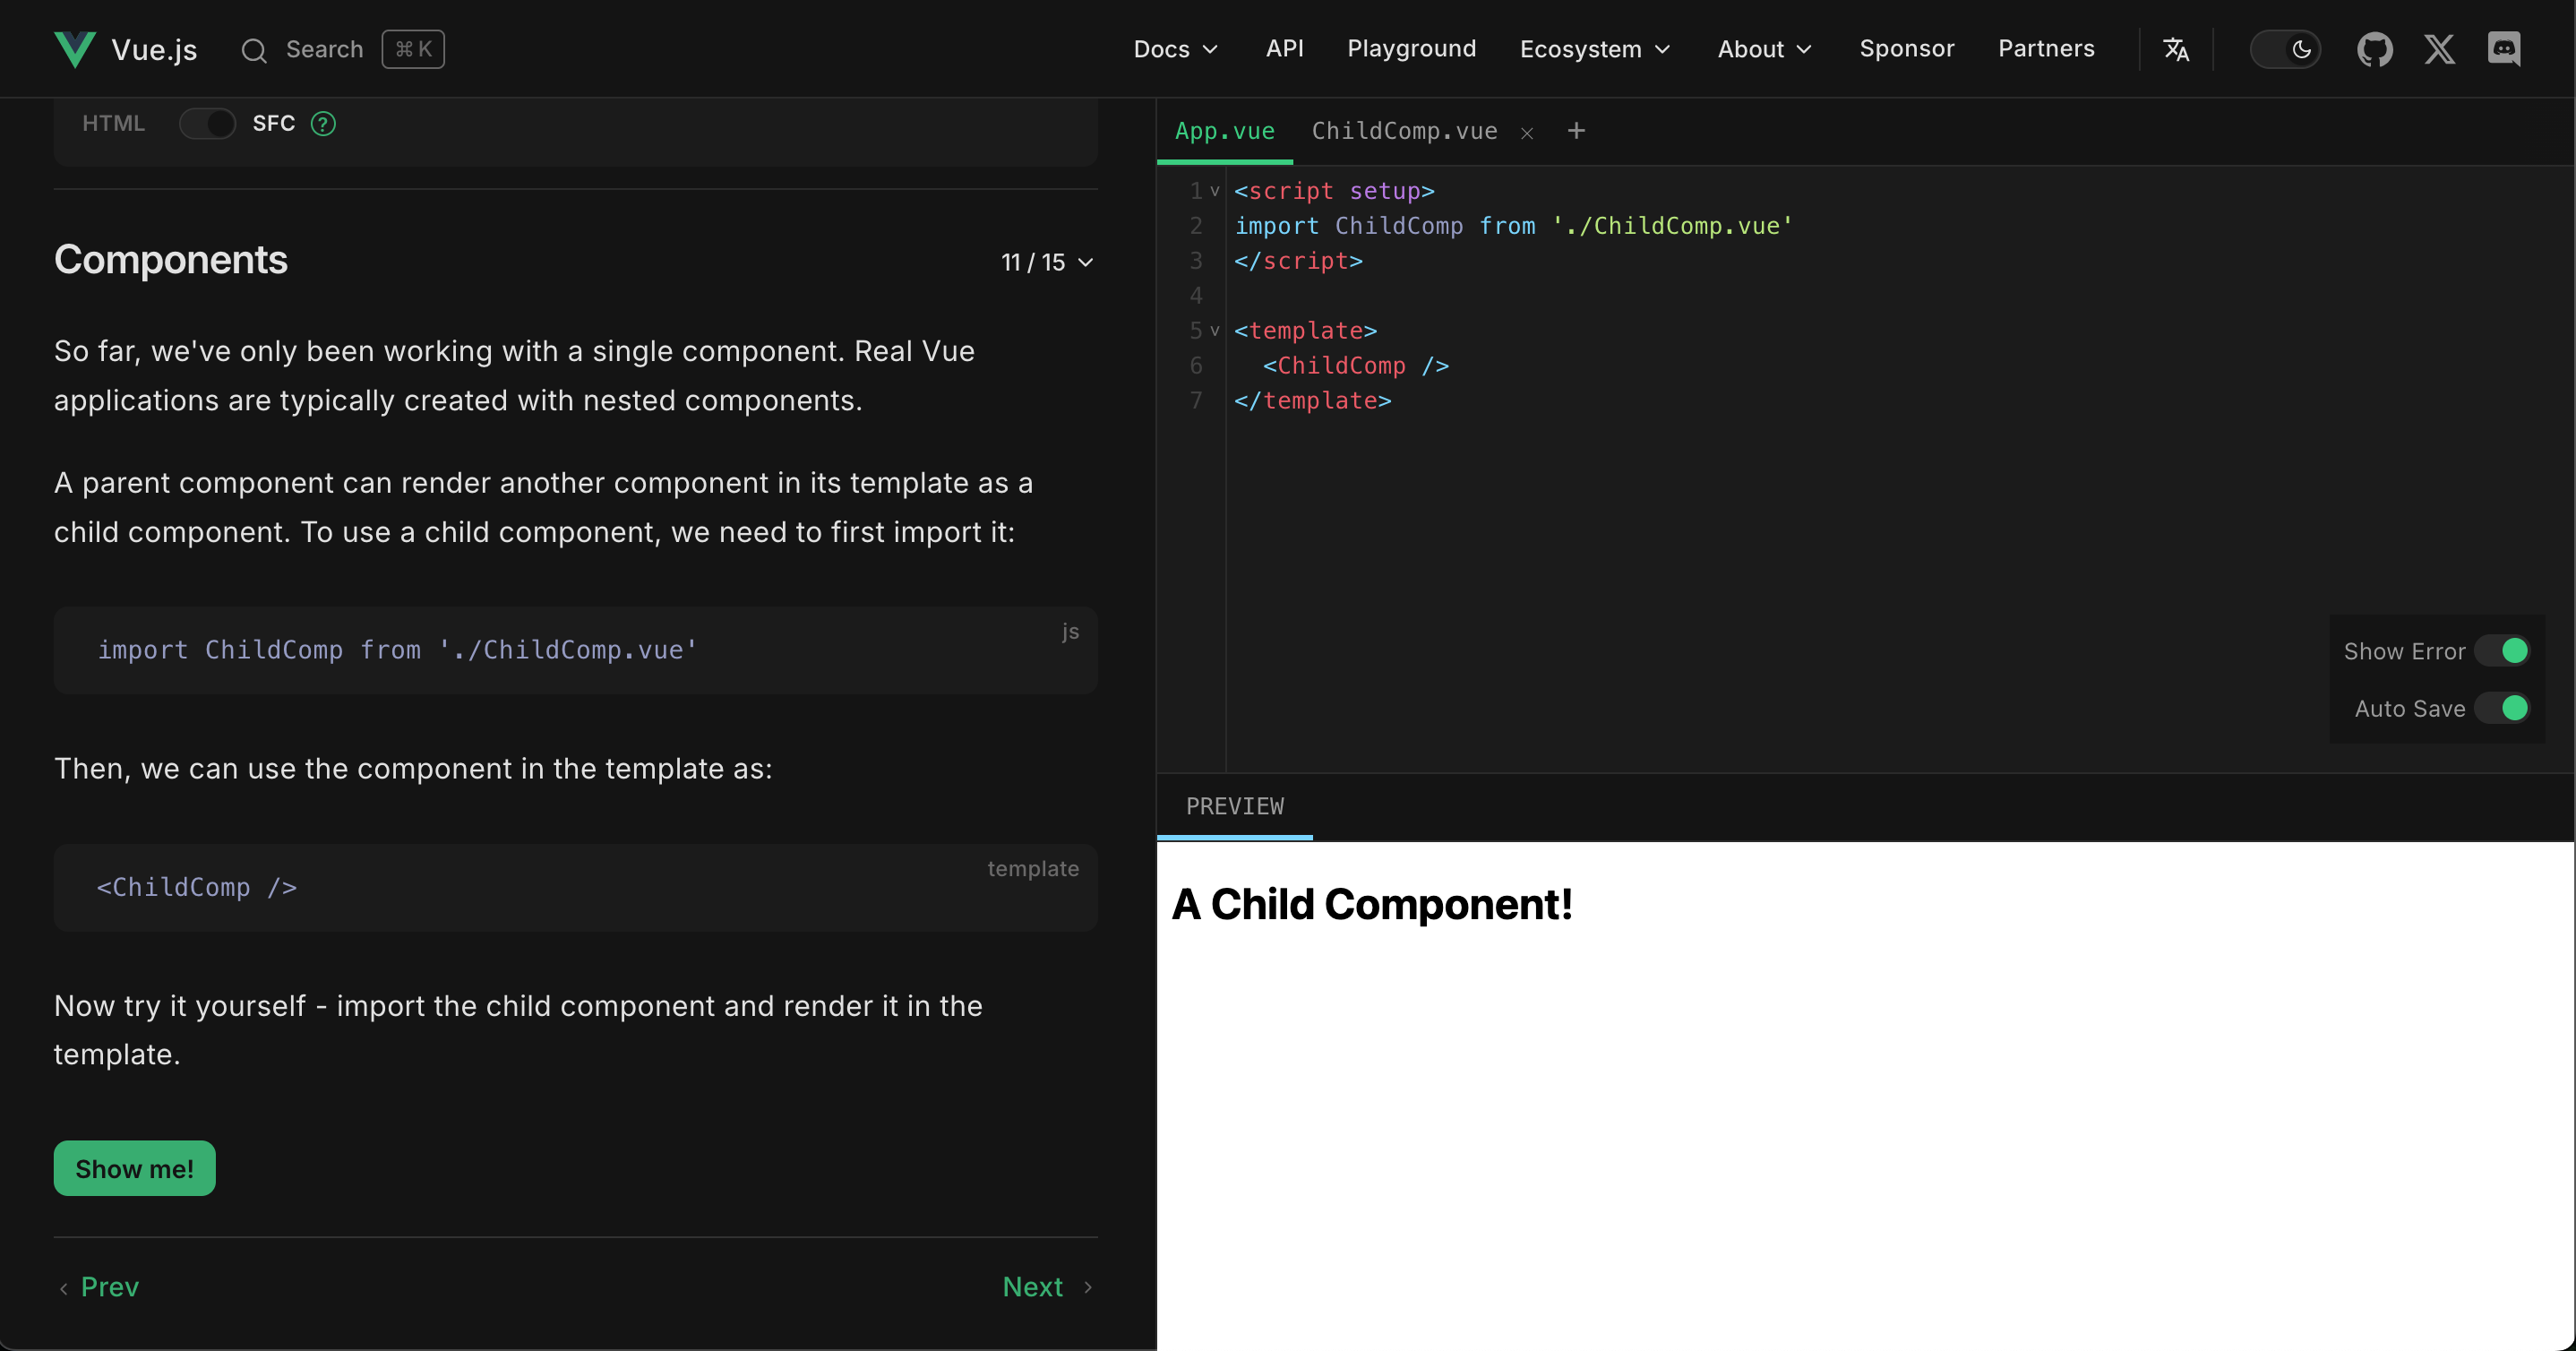 Vue.js
Search ⌘ K
Docs
API
Playground
Ecosystem
About
Sponsor
Partners
HTML SFC ?
Components
11 / 15
So far, we've only been working with a single component. Real Vue
applications are typically created with nested components.
A parent component can render another component in its template as a
child component. To use a child component, we need to first import it:
js
import ChildComp from './ChildComp.vue'
Then, we can use the component in the template as:
template
<ChildComp />
Now try it yourself - import the child component and render it in the
template.
Show me!
‹ Prev
Next ›
App.vue
ChildComp.vue × +
1 <script setup>
2 import ChildComp from './ChildComp.vue'
3 </script>
4
5 <template>
6   <ChildComp />
7 </template>
Show Error
Auto Save
PREVIEW
A Child Component!